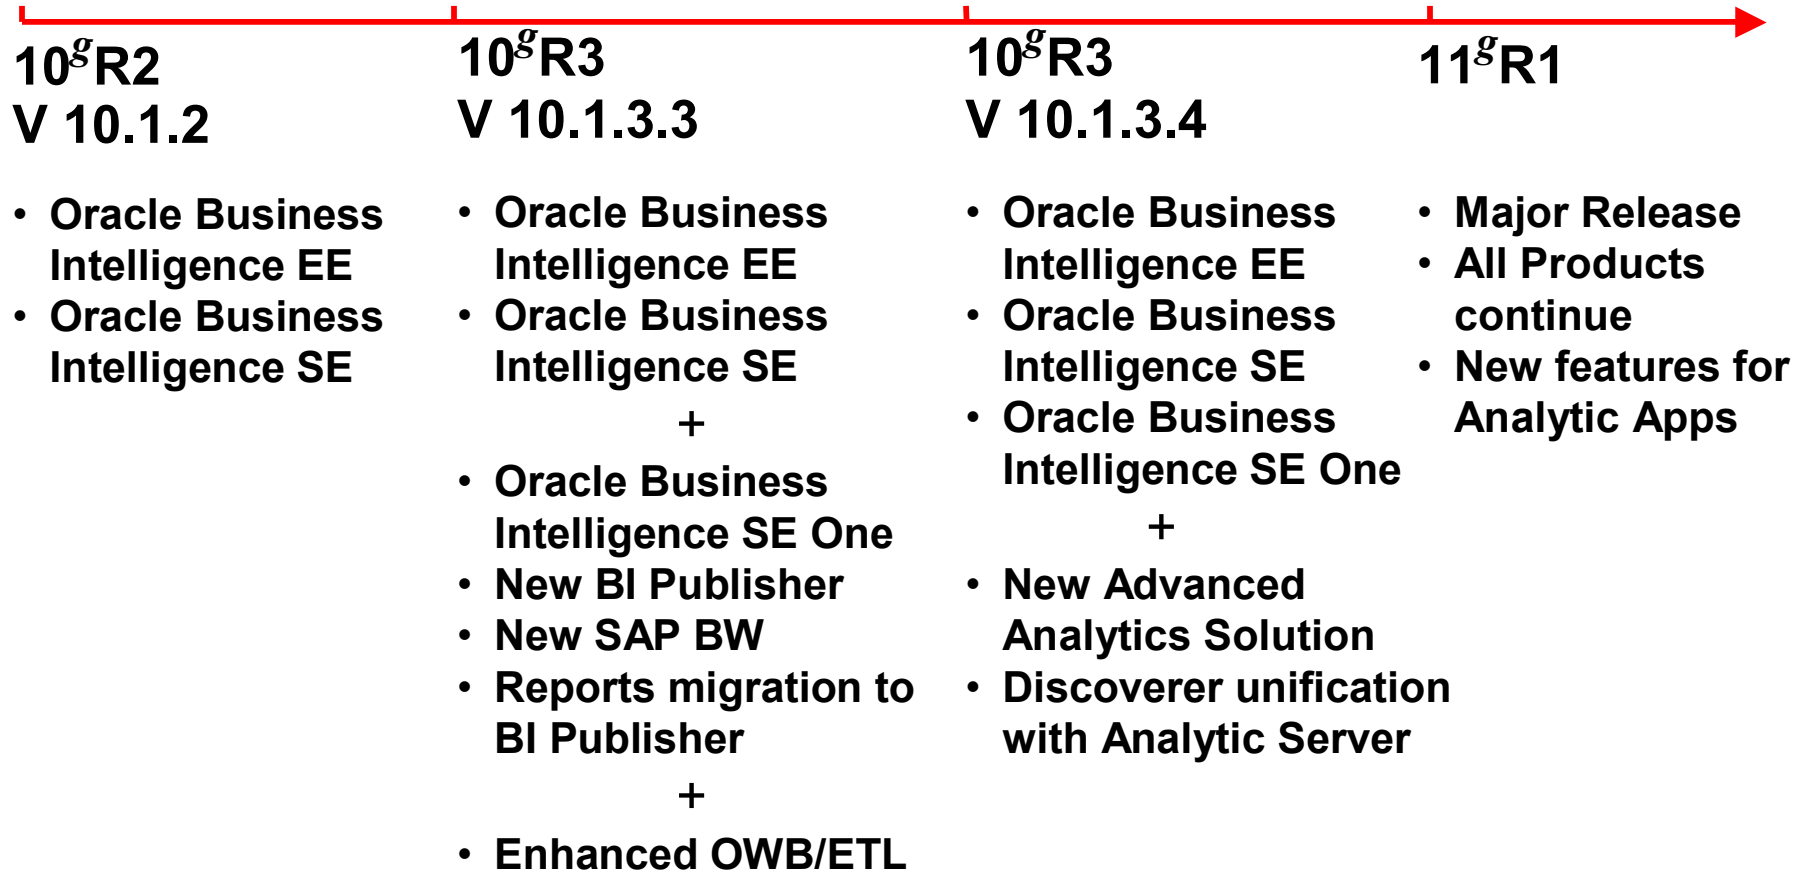 10gR2
V 10.1.2
• Oracle Business
Intelligence EE
• Oracle Business
Intelligence SE
10gR3
V 10.1.3.3
• Oracle Business
Intelligence EE
• Oracle Business
Intelligence SE
+
• Oracle Business
Intelligence SE One
• New BI Publisher
• New SAP BW
• Reports migration to
BI Publisher
+
• Enhanced OWB/ETL
10gR3
V 10.1.3.4
• Oracle Business
Intelligence EE
• Oracle Business
Intelligence SE
• Oracle Business
Intelligence SE One
+
• New Advanced
Analytics Solution
• Discoverer unification
with Analytic Server
11gR1
• Major Release
• All Products
continue
• New features for
Analytic Apps